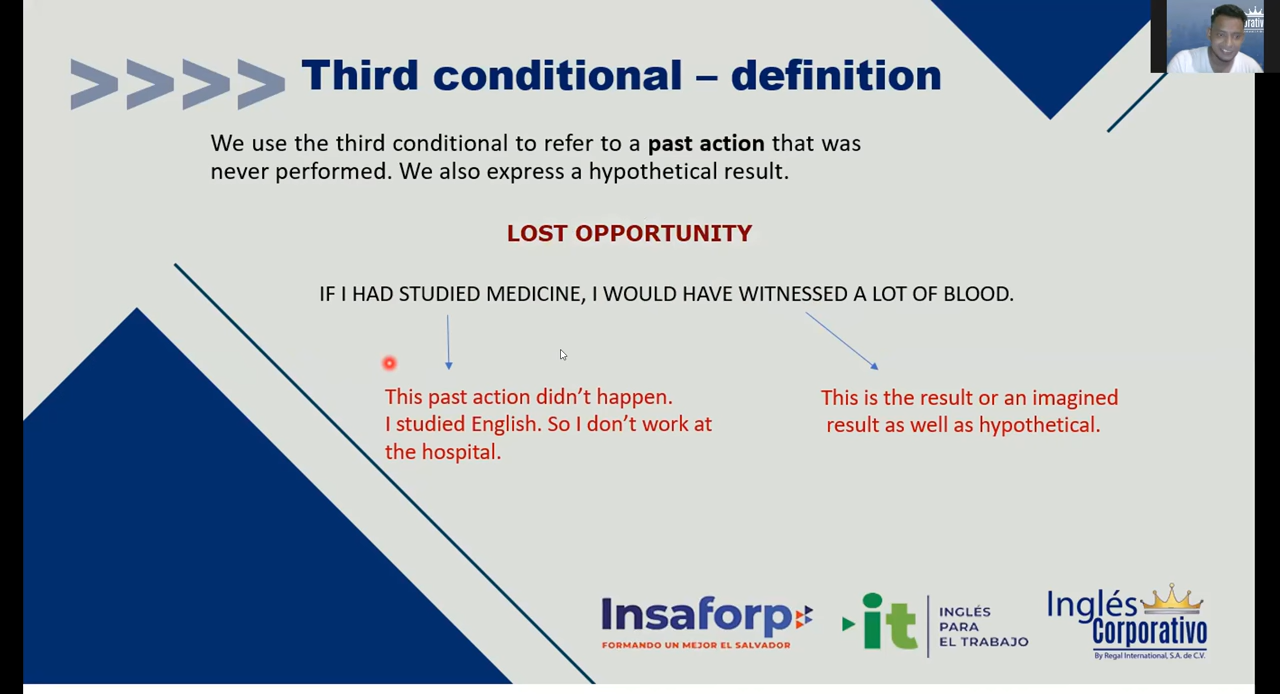 >>>> Third conditional – definition
We use the third conditional to refer to a past action that was
never performed. We also express a hypothetical result.
LOST OPPORTUNITY
IF I HAD STUDIED MEDICINE, I WOULD HAVE WITNESSED A LOT OF BLOOD.
This past action didn’t happen.
I studied English. So I don’t work at
the hospital.
This is the result or an imagined
result as well as hypothetical.
Insaforp
FORMANDO UN MEJOR EL SALVADOR
it
INGLÉS
PARA
EL TRABAJO
Inglés
Corporativo
By Regal International, S.A. de C.V.